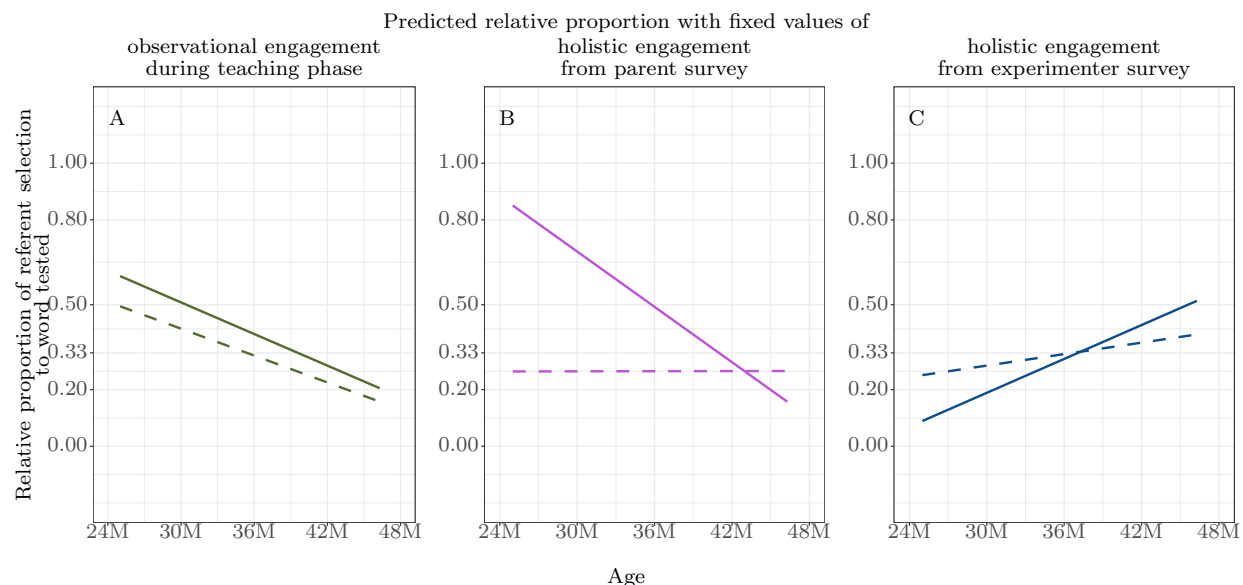 Predicted relative proportion with fixed values of
observational engagement
during teaching phase
holistic engagement
from parent survey
holistic engagement
from experimenter survey
Relative proportion of referent selection
to word tested
A
1.00
0.80
0.50
0.33
0.20
0.00
24M 30M 36M 42M 48M
B
1.00
0.80
0.50
0.33
0.20
0.00
24M 30M 36M 42M 48M
C
1.00
0.80
0.50
0.33
0.20
0.00
24M 30M 36M 42M 48M
Age